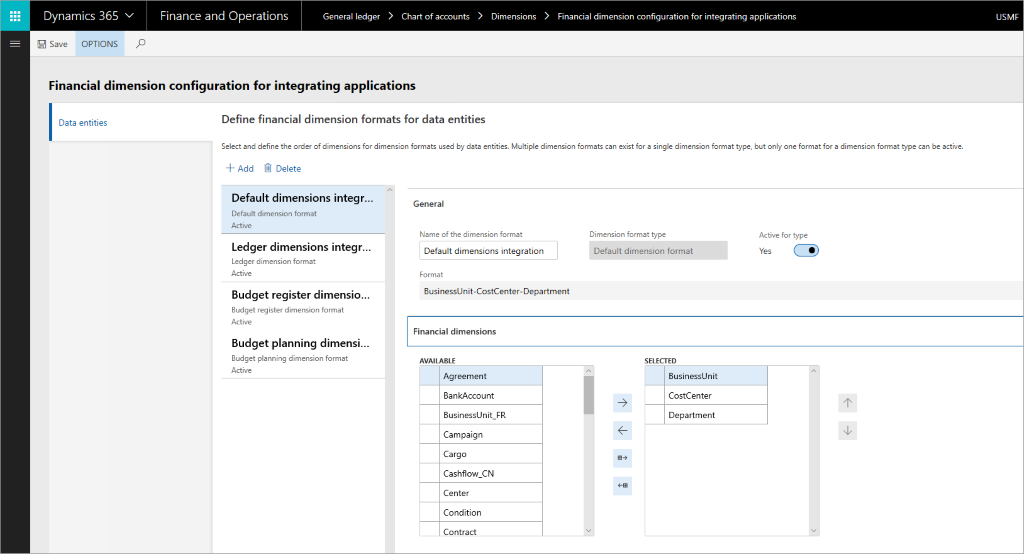 Dynamics 365
Finance and Operations
General ledger > Chart of accounts > Dimensions > Financial dimension configuration for integrating applications
USMF
Save
OPTIONS
Financial dimension configuration for integrating applications
Data entities
Define financial dimension formats for data entities
Select and define the order of dimensions for dimension formats used by data entities. Multiple dimension formats can exist for a single dimension format type, but only one format for a dimension format type can be active.
+ Add
Delete
Default dimensions integr...
Default dimension format
Active
Ledger dimensions integr...
Ledger dimension format
Active
Budget register dimensio...
Budget register dimension format
Active
Budget planning dimensi...
Budget planning dimension format
Active
General
Name of the dimension format
Default dimensions integration
Dimension format type
Default dimension format
Active for type
Yes
Format
BusinessUnit-CostCenter-Department
Financial dimensions
AVAILABLE
Agreement
BankAccount
BusinessUnit_FR
Campaign
Cargo
Cashflow_CN
Center
Condition
Contract
SELECTED
BusinessUnit
CostCenter
Department